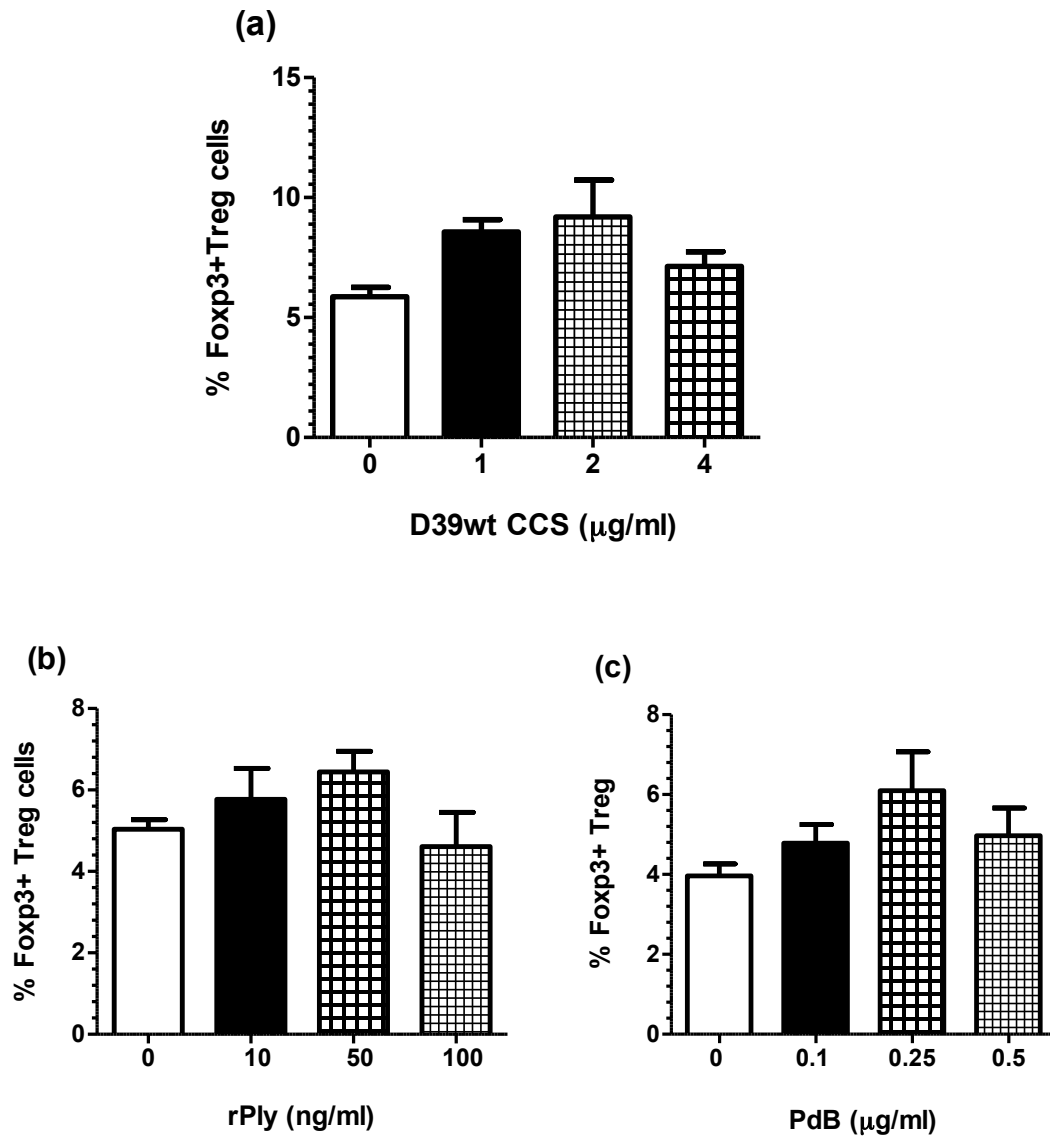 (a)
15
10
5
0
% Foxp3+Treg cells
0 1 2 4
D39wt CCS (μg/ml)
(b)
8
6
4
2
0
% Foxp3+ Treg cells
0 10 50 100
rPly (ng/ml)
(c)
8
6
4
2
0
% Foxp3+ Treg
0 0.1 0.25 0.5
PdB (μg/ml)